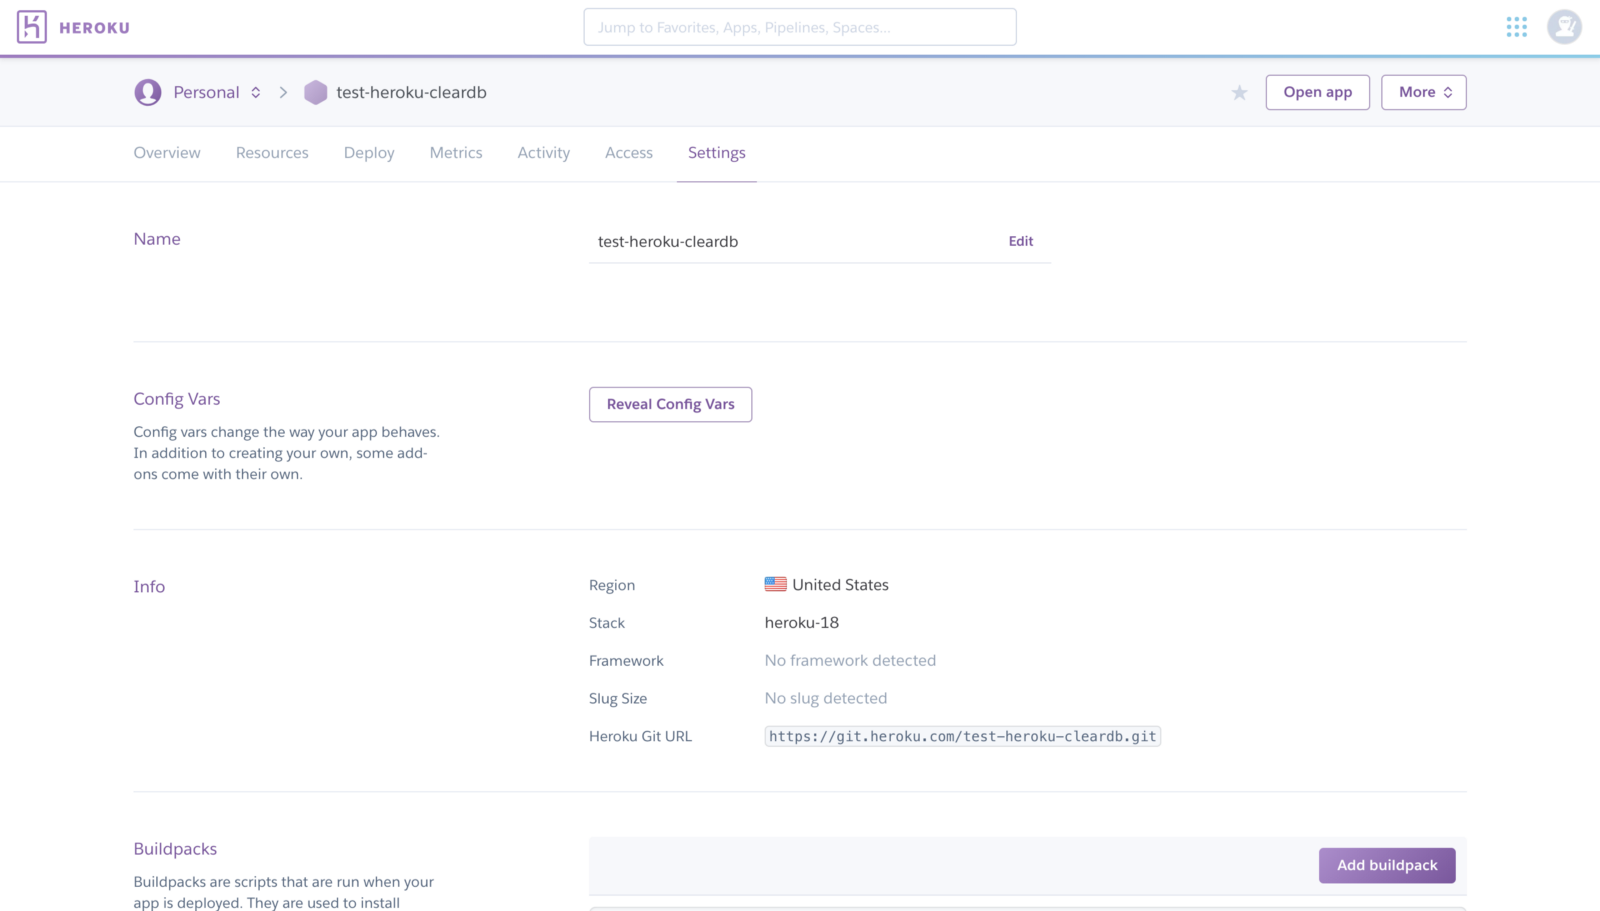 HEROKU
Jump to Favorites, Apps, Pipelines, Spaces...
Personal
test-heroku-cleardb
Open app
More
Overview
Resources
Deploy
Metrics
Activity
Access
Settings
Name
test-heroku-cleardb
Edit
Config Vars
Config vars change the way your app behaves.
In addition to creating your own, some add-
ons come with their own.
Reveal Config Vars
Info
Region
United States
Stack
heroku-18
Framework
No framework detected
Slug Size
No slug detected
Heroku Git URL
https://git.heroku.com/test-heroku-cleardb.git
Buildpacks
Buildpacks are scripts that are run when your
app is deployed. They are used to install
Add buildpack